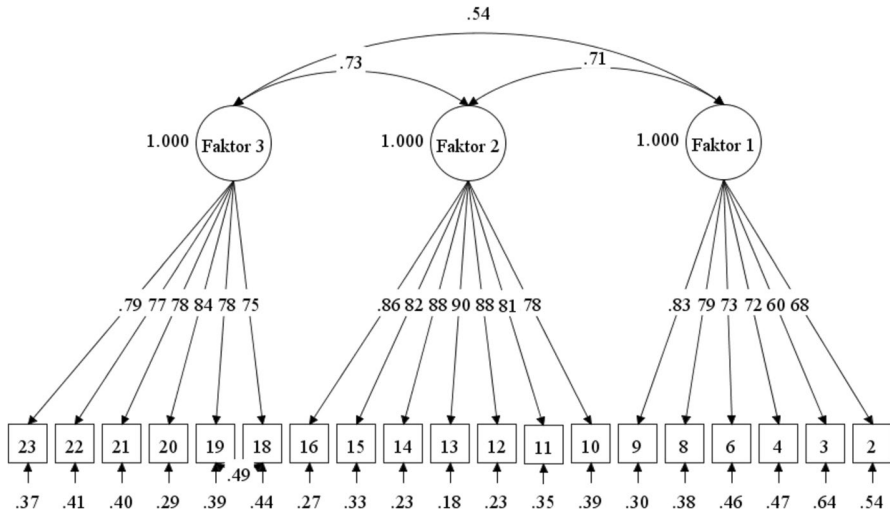 .54
.73 .71
1.000 Faktor 3 1.000 Faktor 2 1.000 Faktor 1
.79 77 78 84 78 75 .86 82 88 90 88 81 78 .83 79 73 72 60 68
23 22 21 20 19 18 16 15 14 13 12 11 10 9 8 6 4 3 2
.49
.37 .41 .40 .29 .39 .44 .27 .33 .23 .18 .23 .35 .39 .30 .38 .46 .47 .64 .54